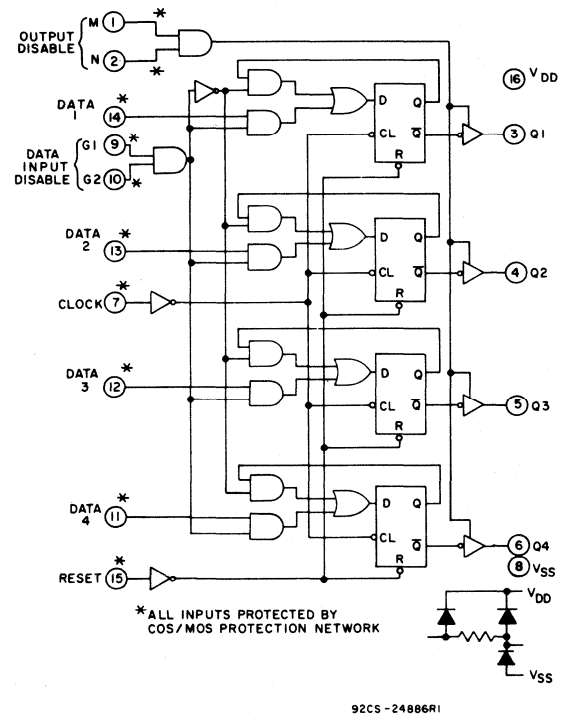 OUTPUT DISABLE
M 1 *
N 2 *
16 V DD
DATA 1 14 *
D Q
CL Q
R
3 Q1
DATA INPUT DISABLE
G1 9 *
G2 10 *
DATA 2 13 *
D Q
CL Q
R
4 Q2
CLOCK 7 *
DATA 3 12 *
D Q
CL Q
R
5 Q3
DATA 4 11 *
D Q
CL Q
R
6 Q4
8 VSS
RESET 15 *
*ALL INPUTS PROTECTED BY
COS/MOS PROTECTION NETWORK
VDD
VSS
92CS-24886R1